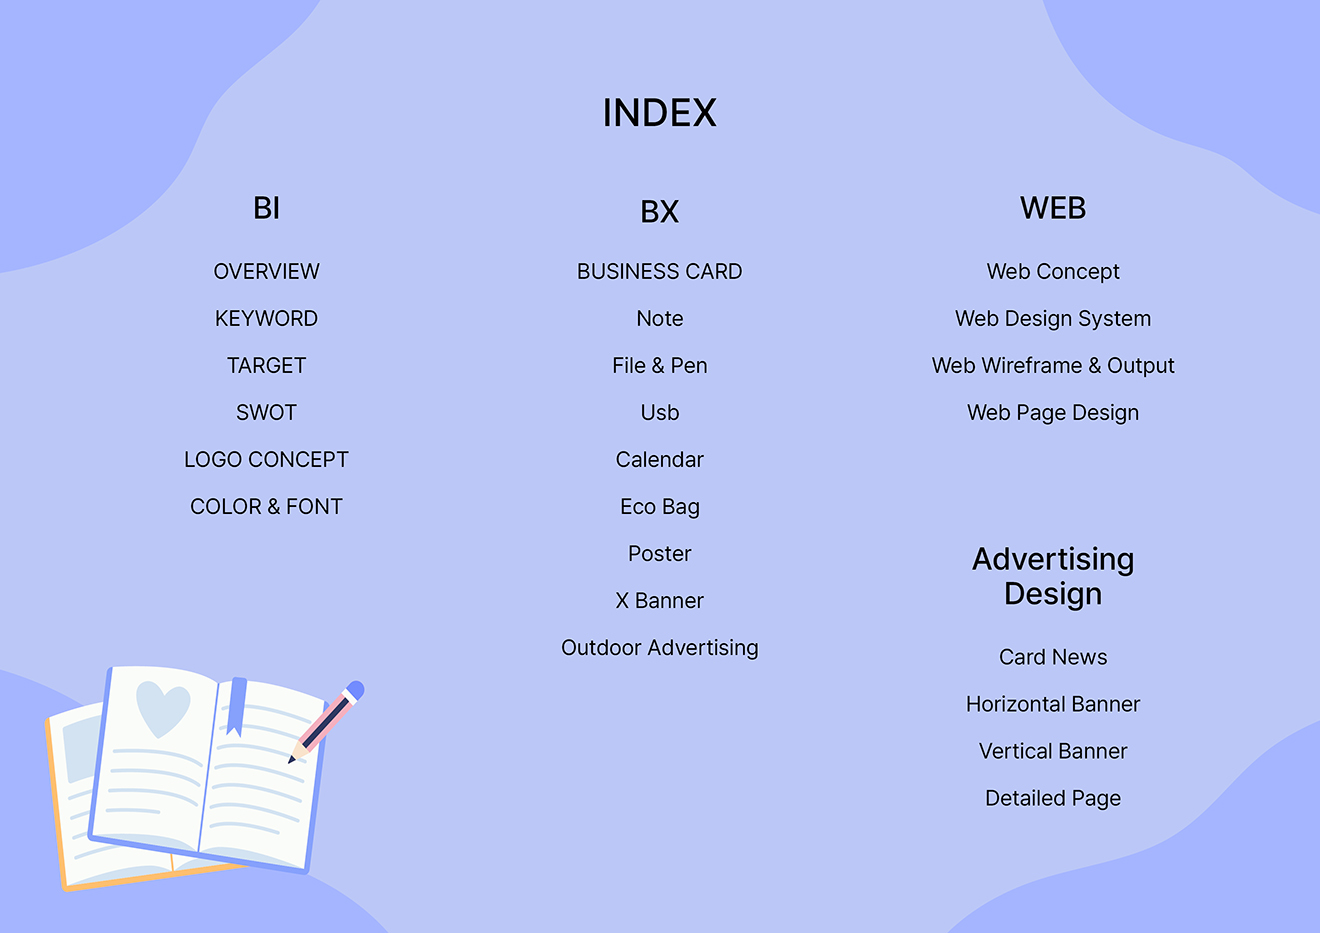 INDEX
BI
OVERVIEW
KEYWORD
TARGET
SWOT
LOGO CONCEPT
COLOR & FONT
BX
BUSINESS CARD
Note
File & Pen
Usb
Calendar
Eco Bag
Poster
X Banner
Outdoor Advertising
WEB
Web Concept
Web Design System
Web Wireframe & Output
Web Page Design
Advertising
Design
Card News
Horizontal Banner
Vertical Banner
Detailed Page